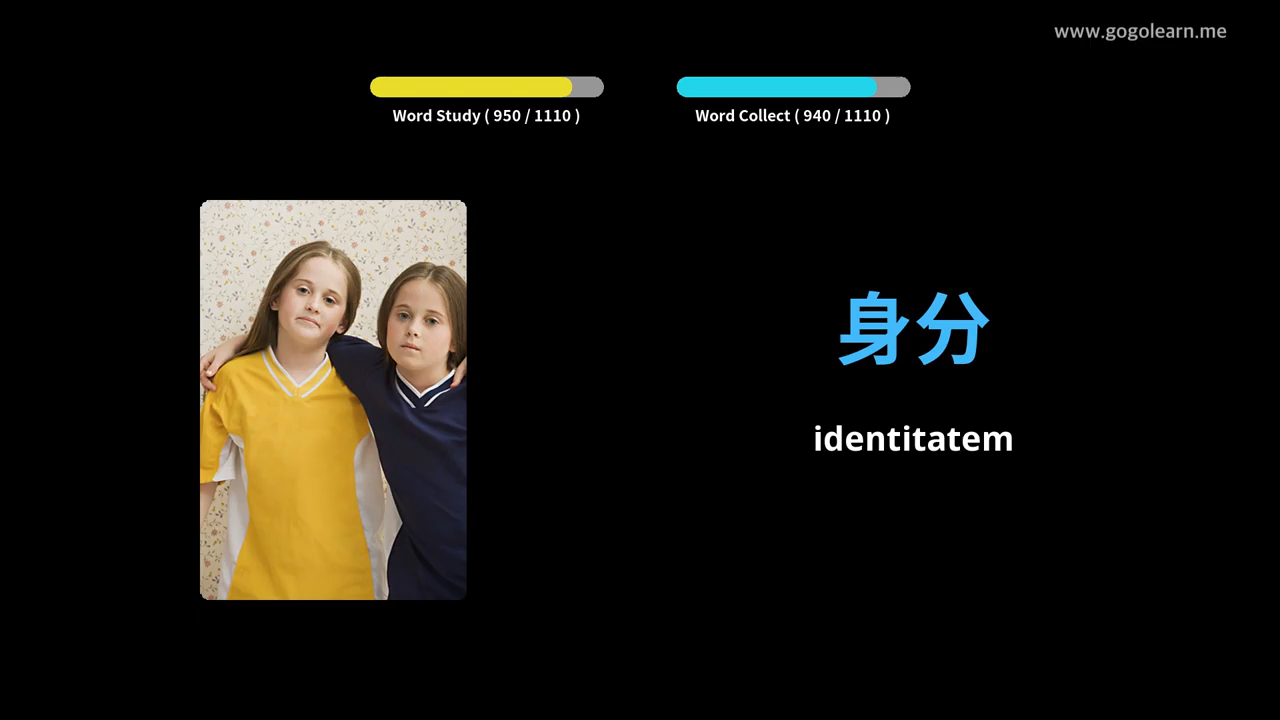 www.gogolearn.me
Word Study ( 950 / 1110 )
Word Collect ( 940 / 1110 )
身分
identitatem